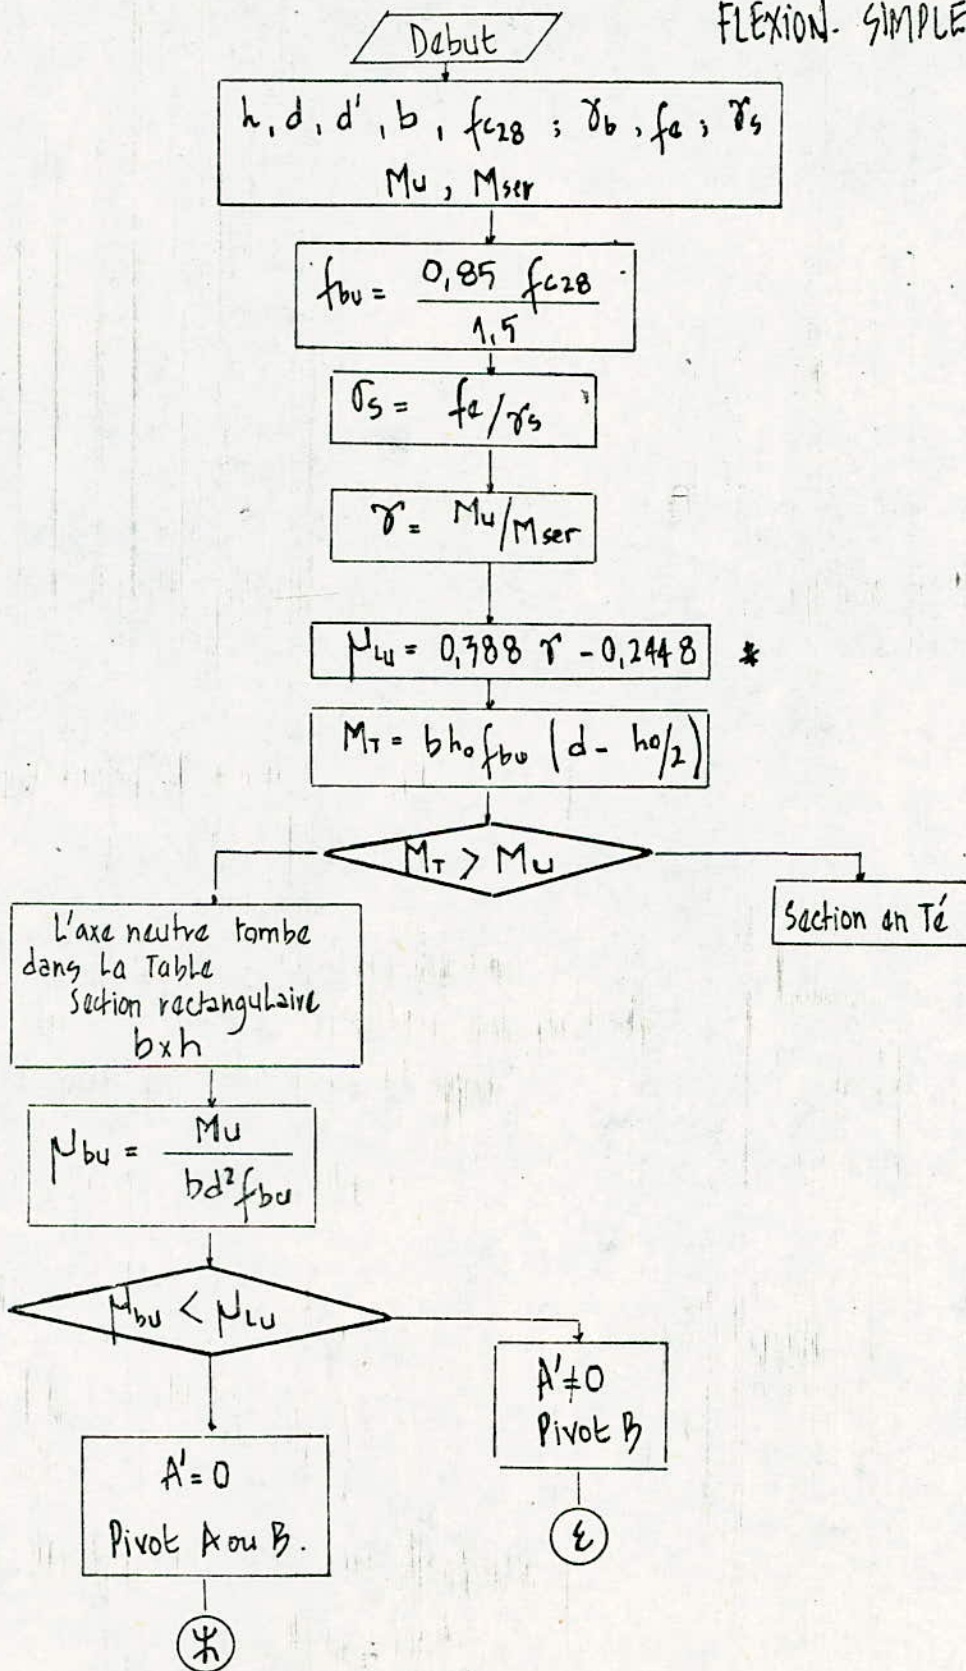 FLEXION. SIMPLE
Debut
h, d, d', b, fc28 ; γb, fe ; γs
Mu, Mser
fbu = 0,85 fc28 / 1,5
σs = fe/γs
γ = Mu/Mser
μLu = 0,388 γ - 0,2448 *
MT = bh0 fbu (d - h0/2)
MT > Mu
L'axe neutre tombe
dans La Table
Section rectangulaire
b x h
Section en Té
μbu = Mu / bd² fbu
μbu < μLu
A'≠0
Pivot B
A'= 0
Pivot A ou B.